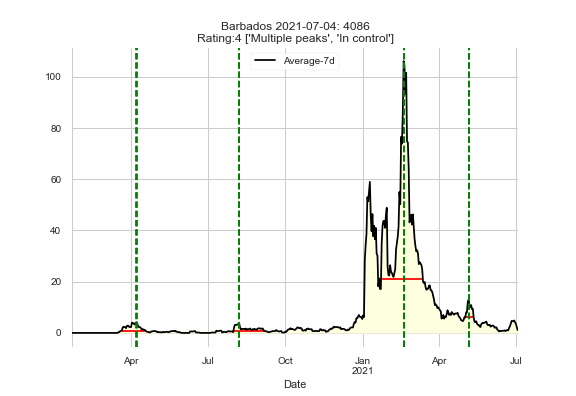 Barbados 2021-07-04: 4086
Rating:4 ['Multiple peaks', 'In control']
Average-7d
100
80
60
40
20
0
Apr
Jul
Oct
Jan
2021
Apr
Jul
Date